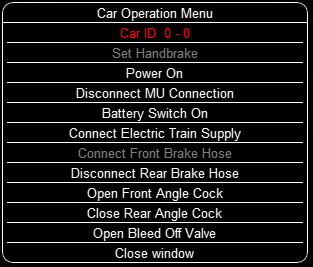 Car Operation Menu
Car ID  0 - 0
Set Handbrake
Power On
Disconnect MU Connection
Battery Switch On
Connect Electric Train Supply
Connect Front Brake Hose
Disconnect Rear Brake Hose
Open Front Angle Cock
Close Rear Angle Cock
Open Bleed Off Valve
Close window